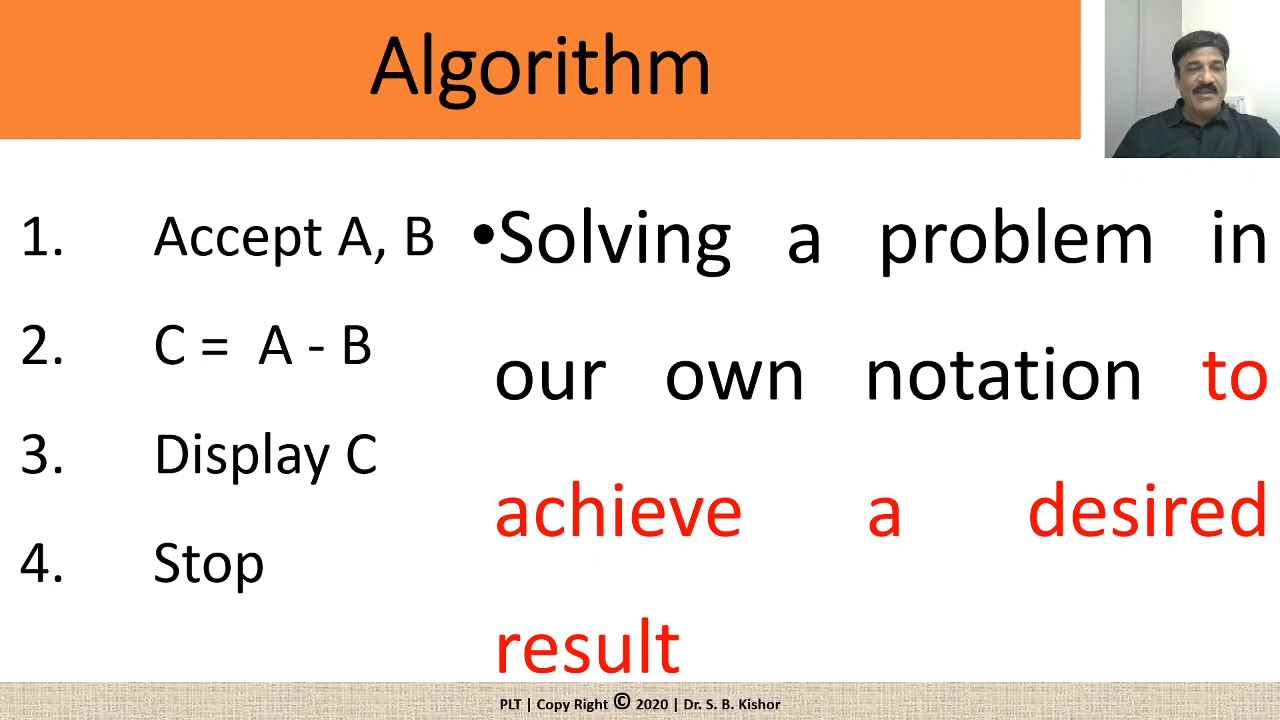 Algorithm
1. Accept A, B
2. C = A - B
3. Display C
4. Stop
•Solving a problem in
our own notation to
achieve a desired
result
PLT | Copy Right © 2020 | Dr. S. B. Kishor